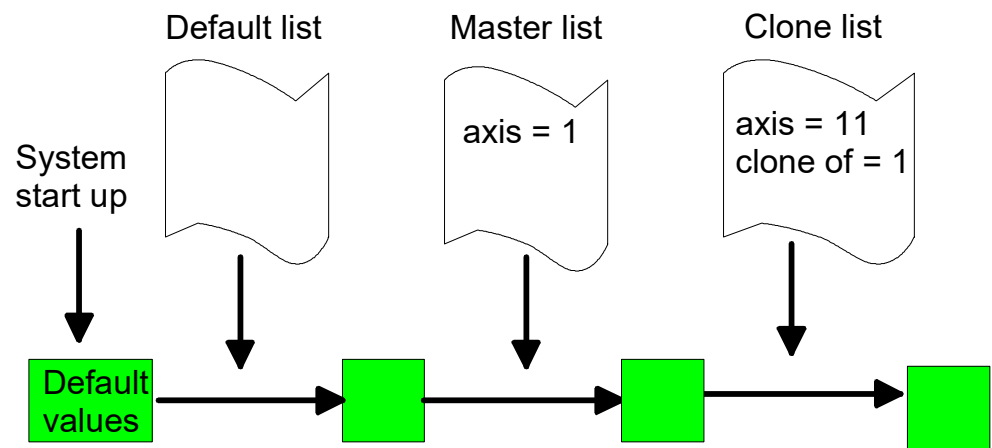 Default list
Master list
Clone list
axis = 1
axis = 11
clone of = 1
System
start up
Default
values